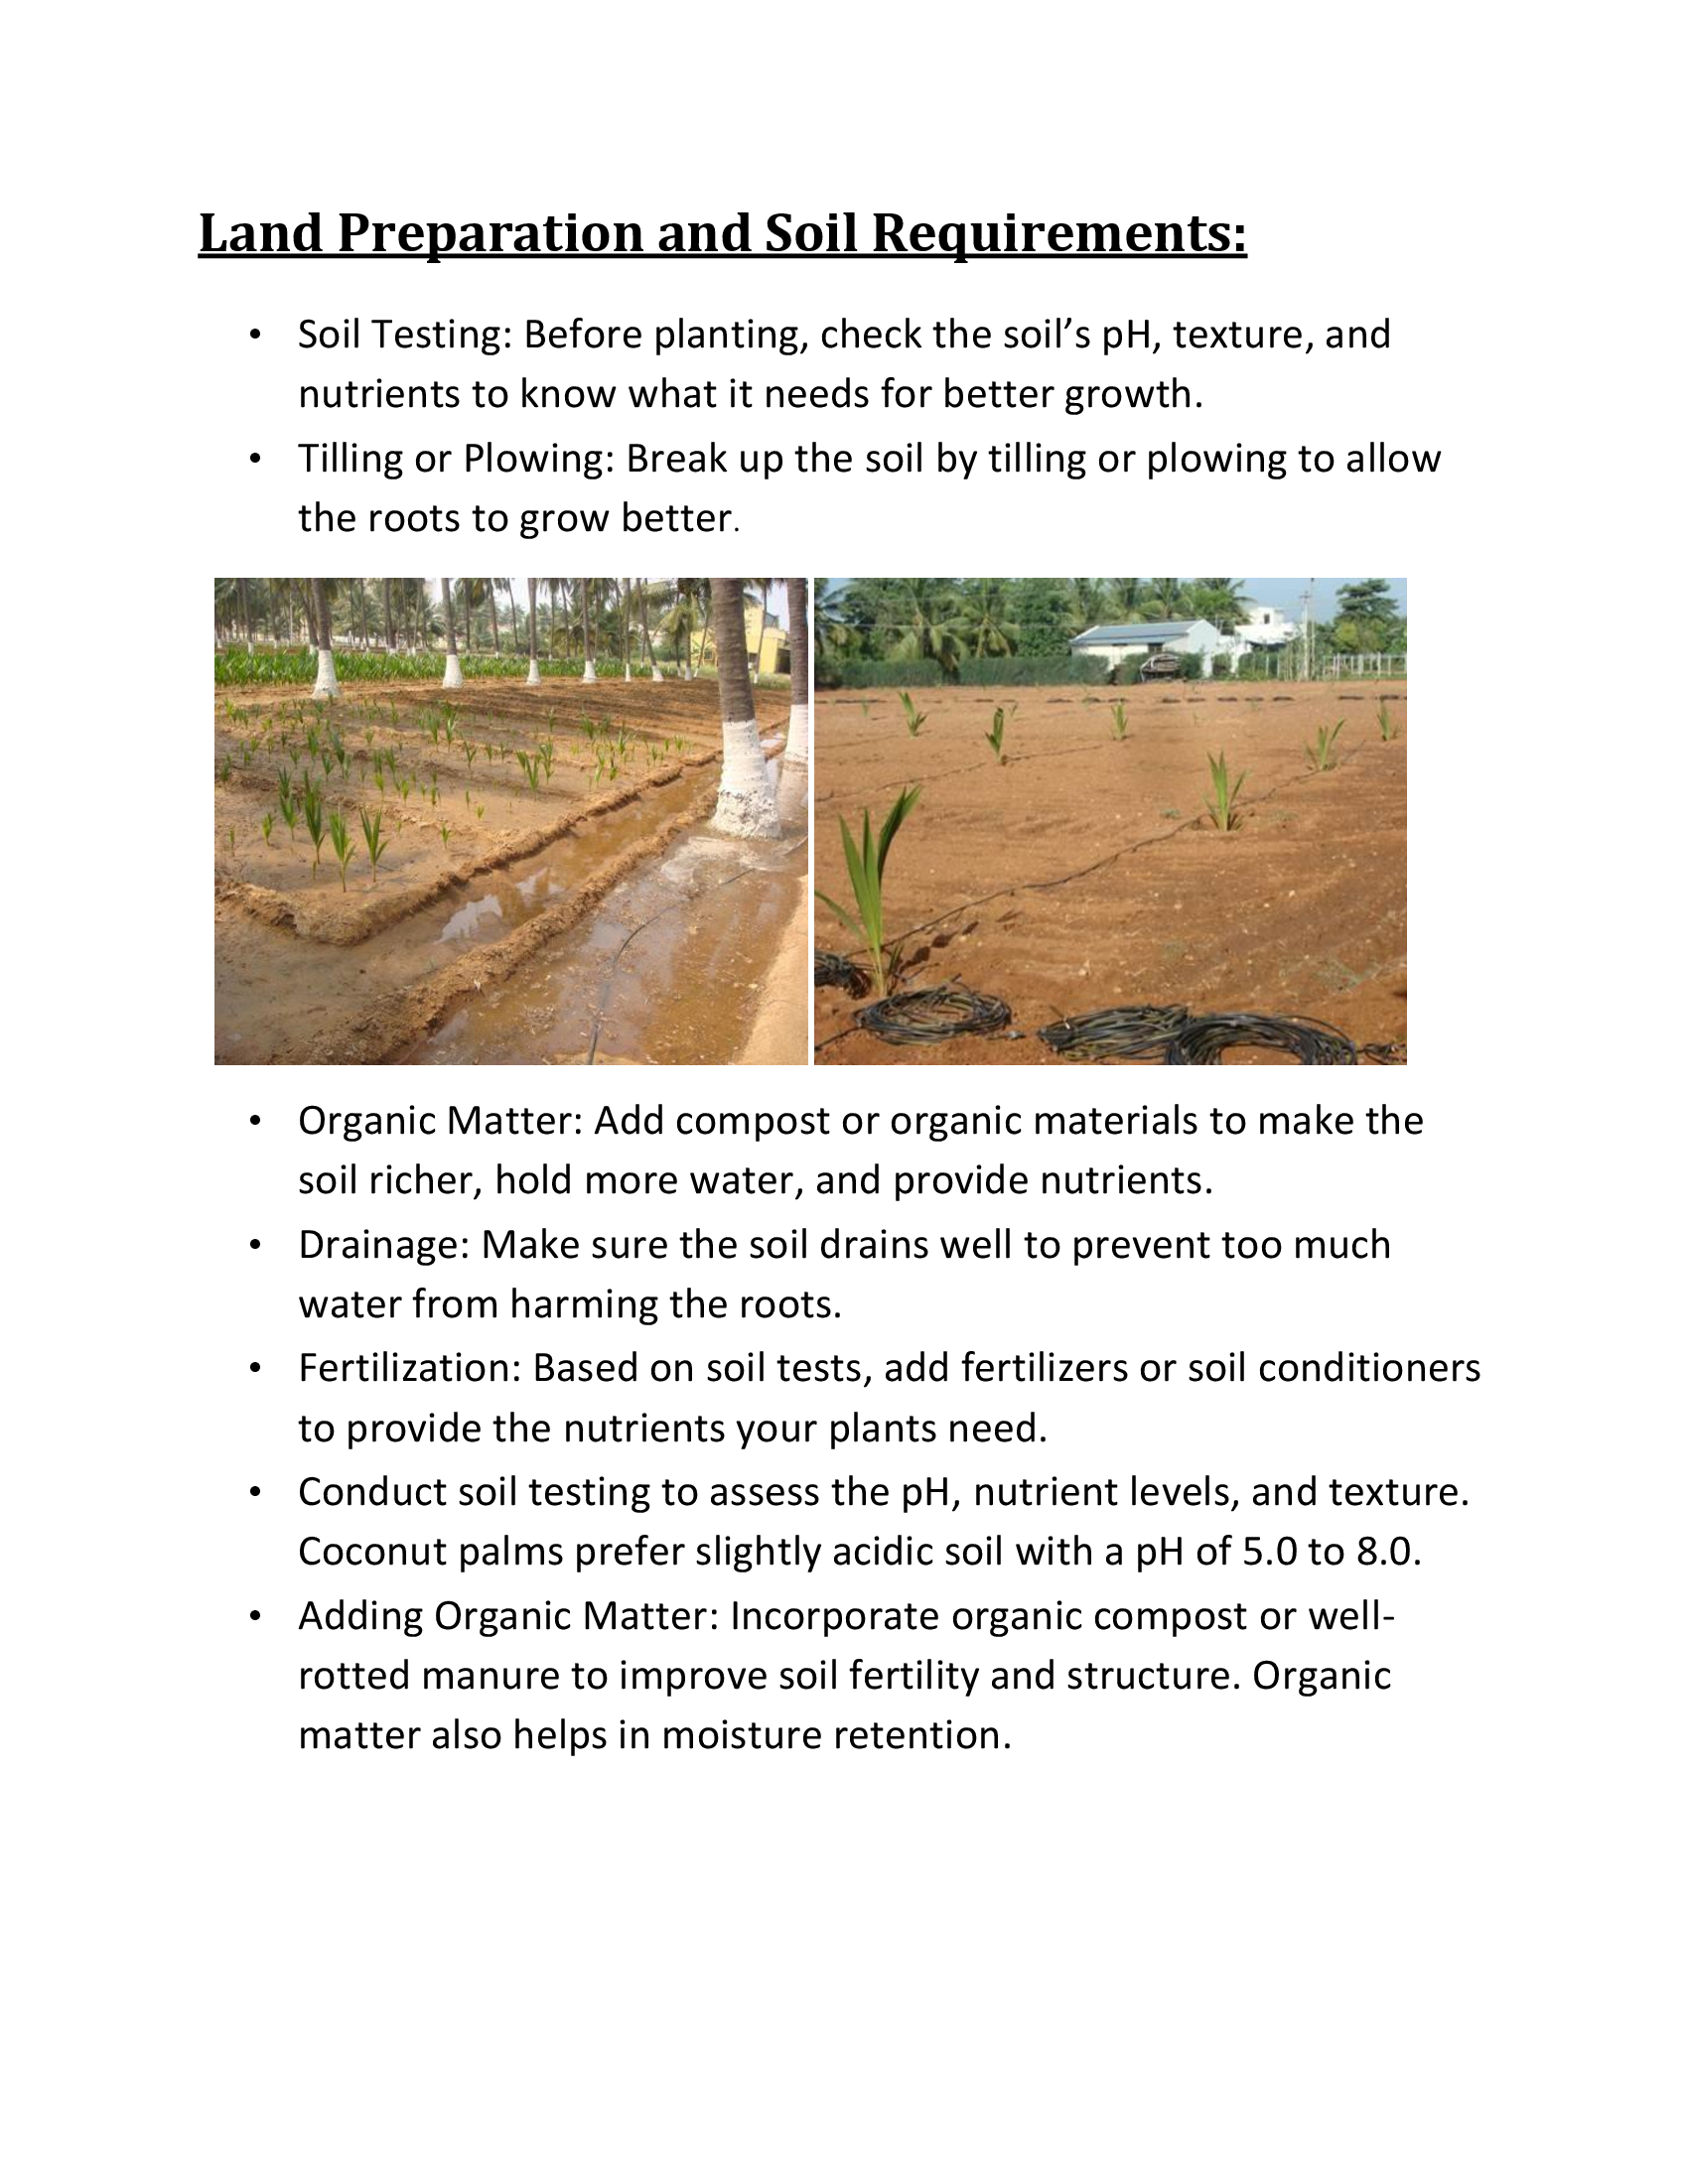 Land Preparation and Soil Requirements:
• Soil Testing: Before planting, check the soil’s pH, texture, and
nutrients to know what it needs for better growth.
• Tilling or Plowing: Break up the soil by tilling or plowing to allow
the roots to grow better.
• Organic Matter: Add compost or organic materials to make the
soil richer, hold more water, and provide nutrients.
• Drainage: Make sure the soil drains well to prevent too much
water from harming the roots.
• Fertilization: Based on soil tests, add fertilizers or soil conditioners
to provide the nutrients your plants need.
• Conduct soil testing to assess the pH, nutrient levels, and texture.
Coconut palms prefer slightly acidic soil with a pH of 5.0 to 8.0.
• Adding Organic Matter: Incorporate organic compost or well-
rotted manure to improve soil fertility and structure. Organic
matter also helps in moisture retention.